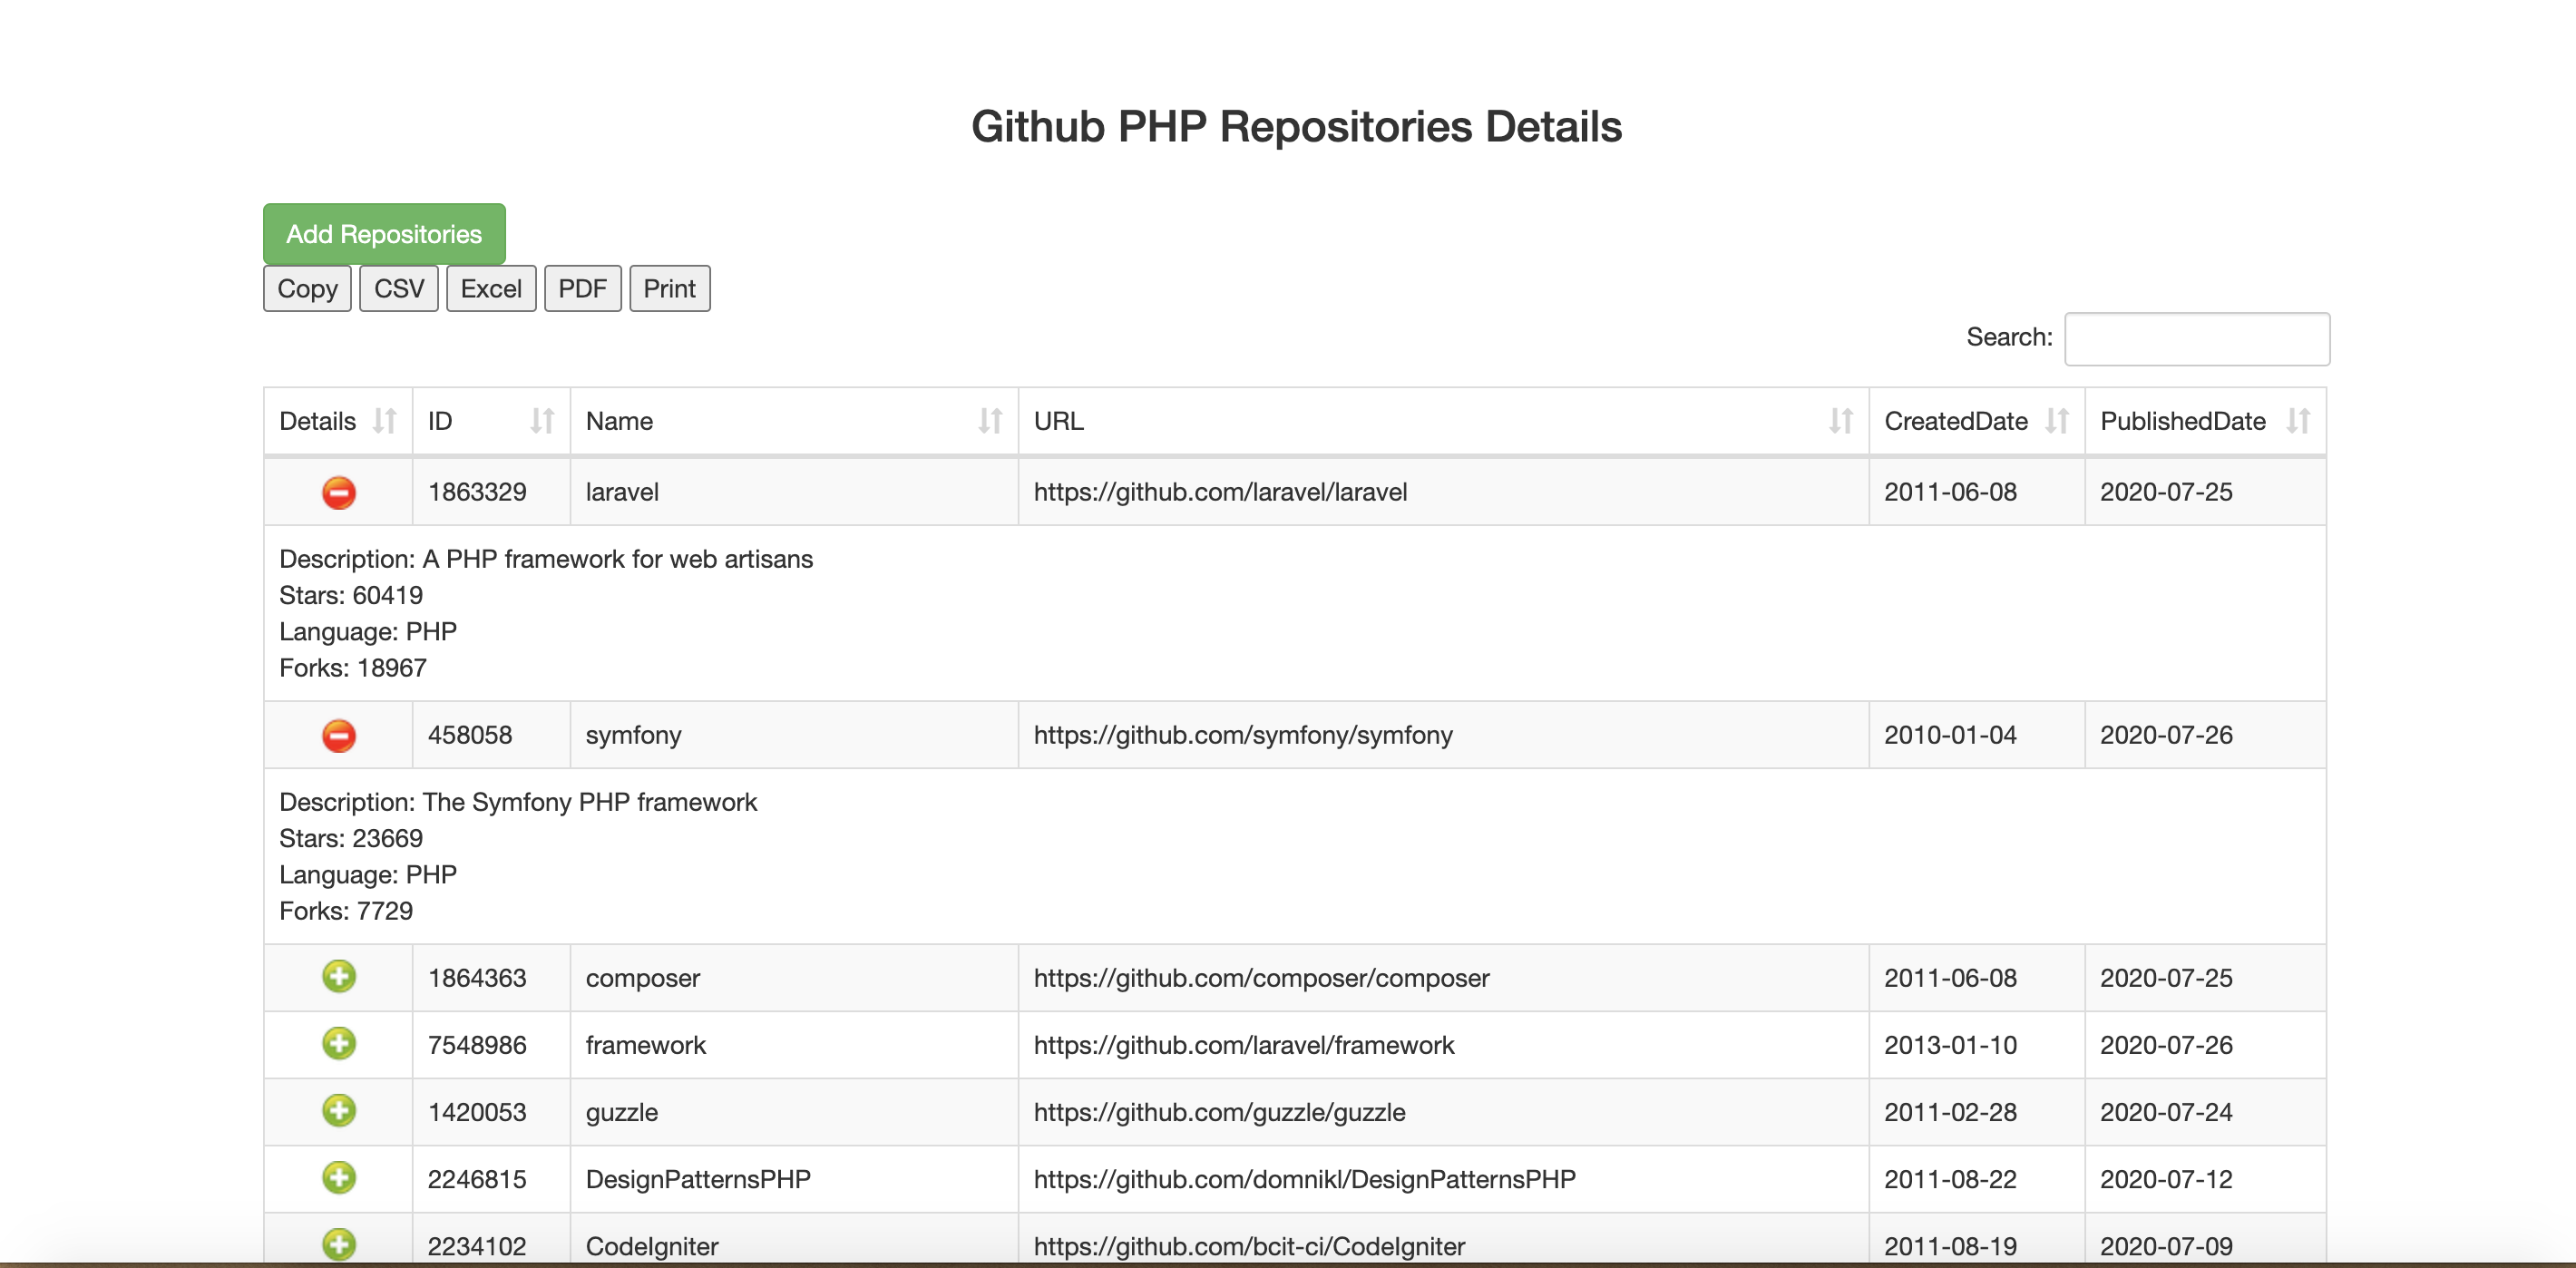 Github PHP Repositories Details
Add Repositories
Copy CSV Excel PDF Print
Search:
Details ID Name URL CreatedDate PublishedDate
1863329 laravel https://github.com/laravel/laravel 2011-06-08 2020-07-25
Description: A PHP framework for web artisans
Stars: 60419
Language: PHP
Forks: 18967
458058 symfony https://github.com/symfony/symfony 2010-01-04 2020-07-26
Description: The Symfony PHP framework
Stars: 23669
Language: PHP
Forks: 7729
1864363 composer https://github.com/composer/composer 2011-06-08 2020-07-25
7548986 framework https://github.com/laravel/framework 2013-01-10 2020-07-26
1420053 guzzle https://github.com/guzzle/guzzle 2011-02-28 2020-07-24
2246815 DesignPatternsPHP https://github.com/domnikl/DesignPatternsPHP 2011-08-22 2020-07-12
2234102 CodeIgniter https://github.com/bcit-ci/CodeIgniter 2011-08-19 2020-07-09